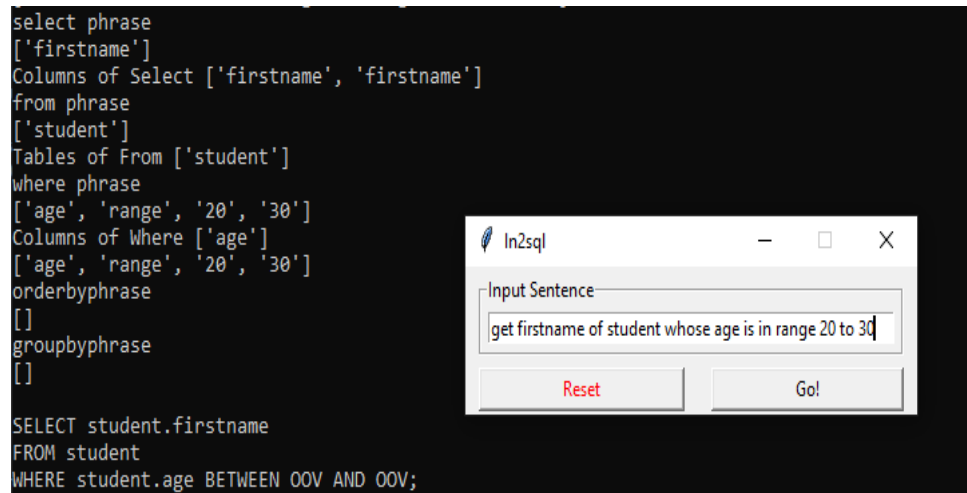 select phrase
['firstname']
Columns of Select ['firstname', 'firstname']
from phrase
['student']
Tables of From ['student']
where phrase
['age', 'range', '20', '30']
Columns of Where ['age']
['age', 'range', '20', '30']
orderbyphrase
[]
groupbyphrase
[]
SELECT student.firstname
FROM student
WHERE student.age BETWEEN OOV AND OOV;
ln2sql
Input Sentence
get firstname of student whose age is in range 20 to 30
Reset
Go!